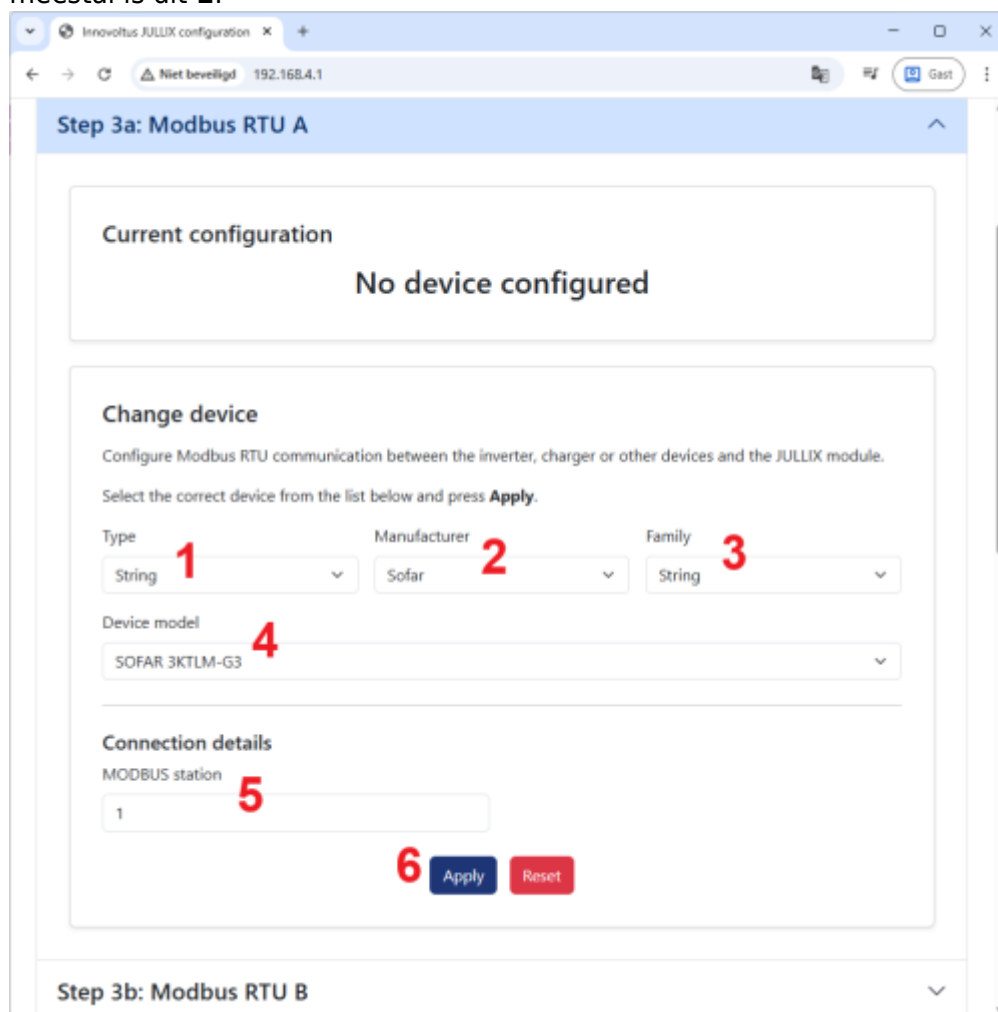 meestal is dit 1.
Innovoltus JULLIX configuration
Niet beveiligd 192.168.4.1
Gast
Step 3a: Modbus RTU A
Current configuration
No device configured
Change device
Configure Modbus RTU communication between the inverter, charger or other devices and the JULLIX module.
Select the correct device from the list below and press Apply.
Type Manufacturer Family
1 2 3
String Sofar String
Device model
4
SOFAR 3KTLM-G3
Connection details
MODBUS station
5
1
6 Apply Reset
Step 3b: Modbus RTU B